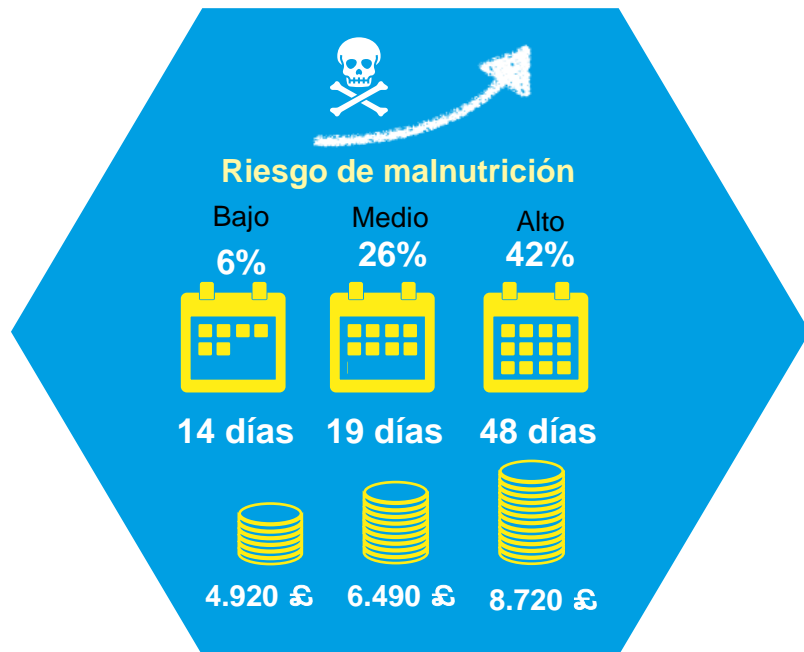 Riesgo de malnutrición
Bajo Medio Alto
6% 26% 42%
14 días 19 días 48 días
4.920 £ 6.490 £ 8.720 £